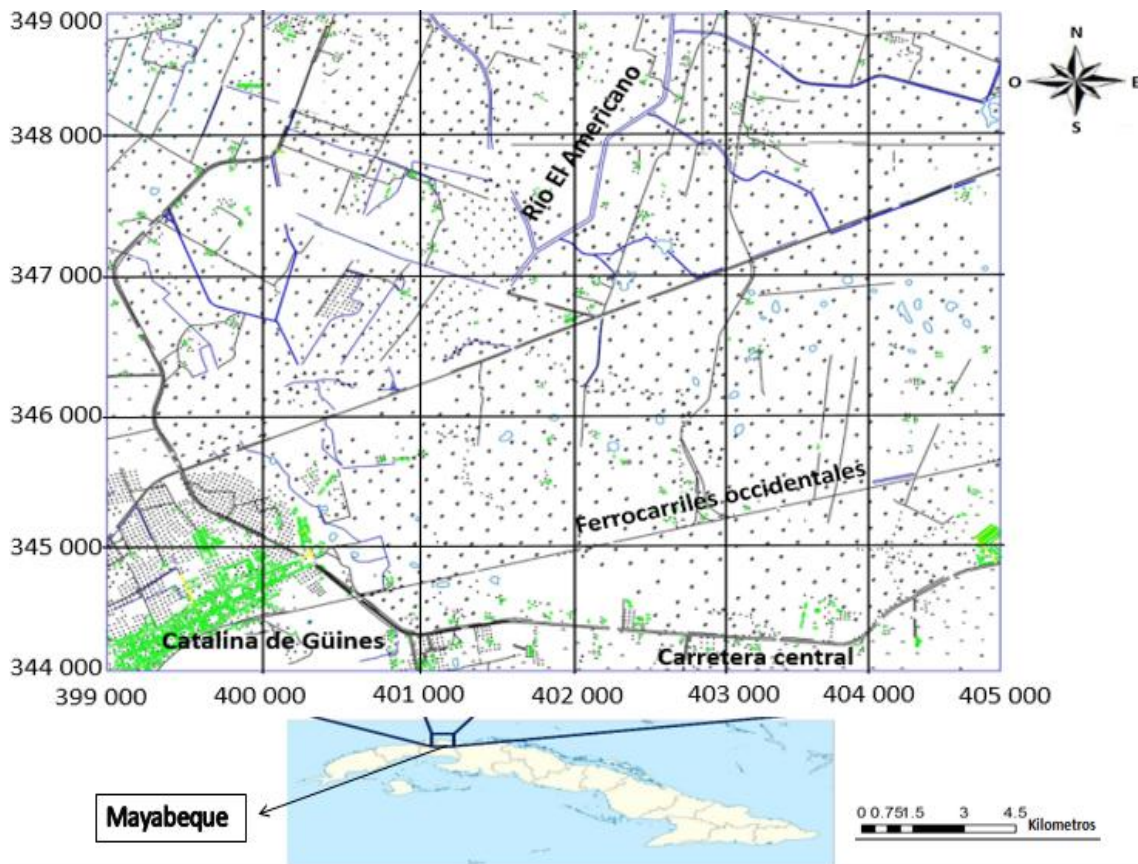 349 000
348 000
347 000
346 000
345 000
344 000
399 000
400 000
401 000
402 000
403 000
404 000
405 000
N
O
E
S
Río El Americano
Ferrocarriles occidentales
Catalina de Güines
Carretera central
Mayabeque
0 0.75 1.5 3 4.5
Kilometros